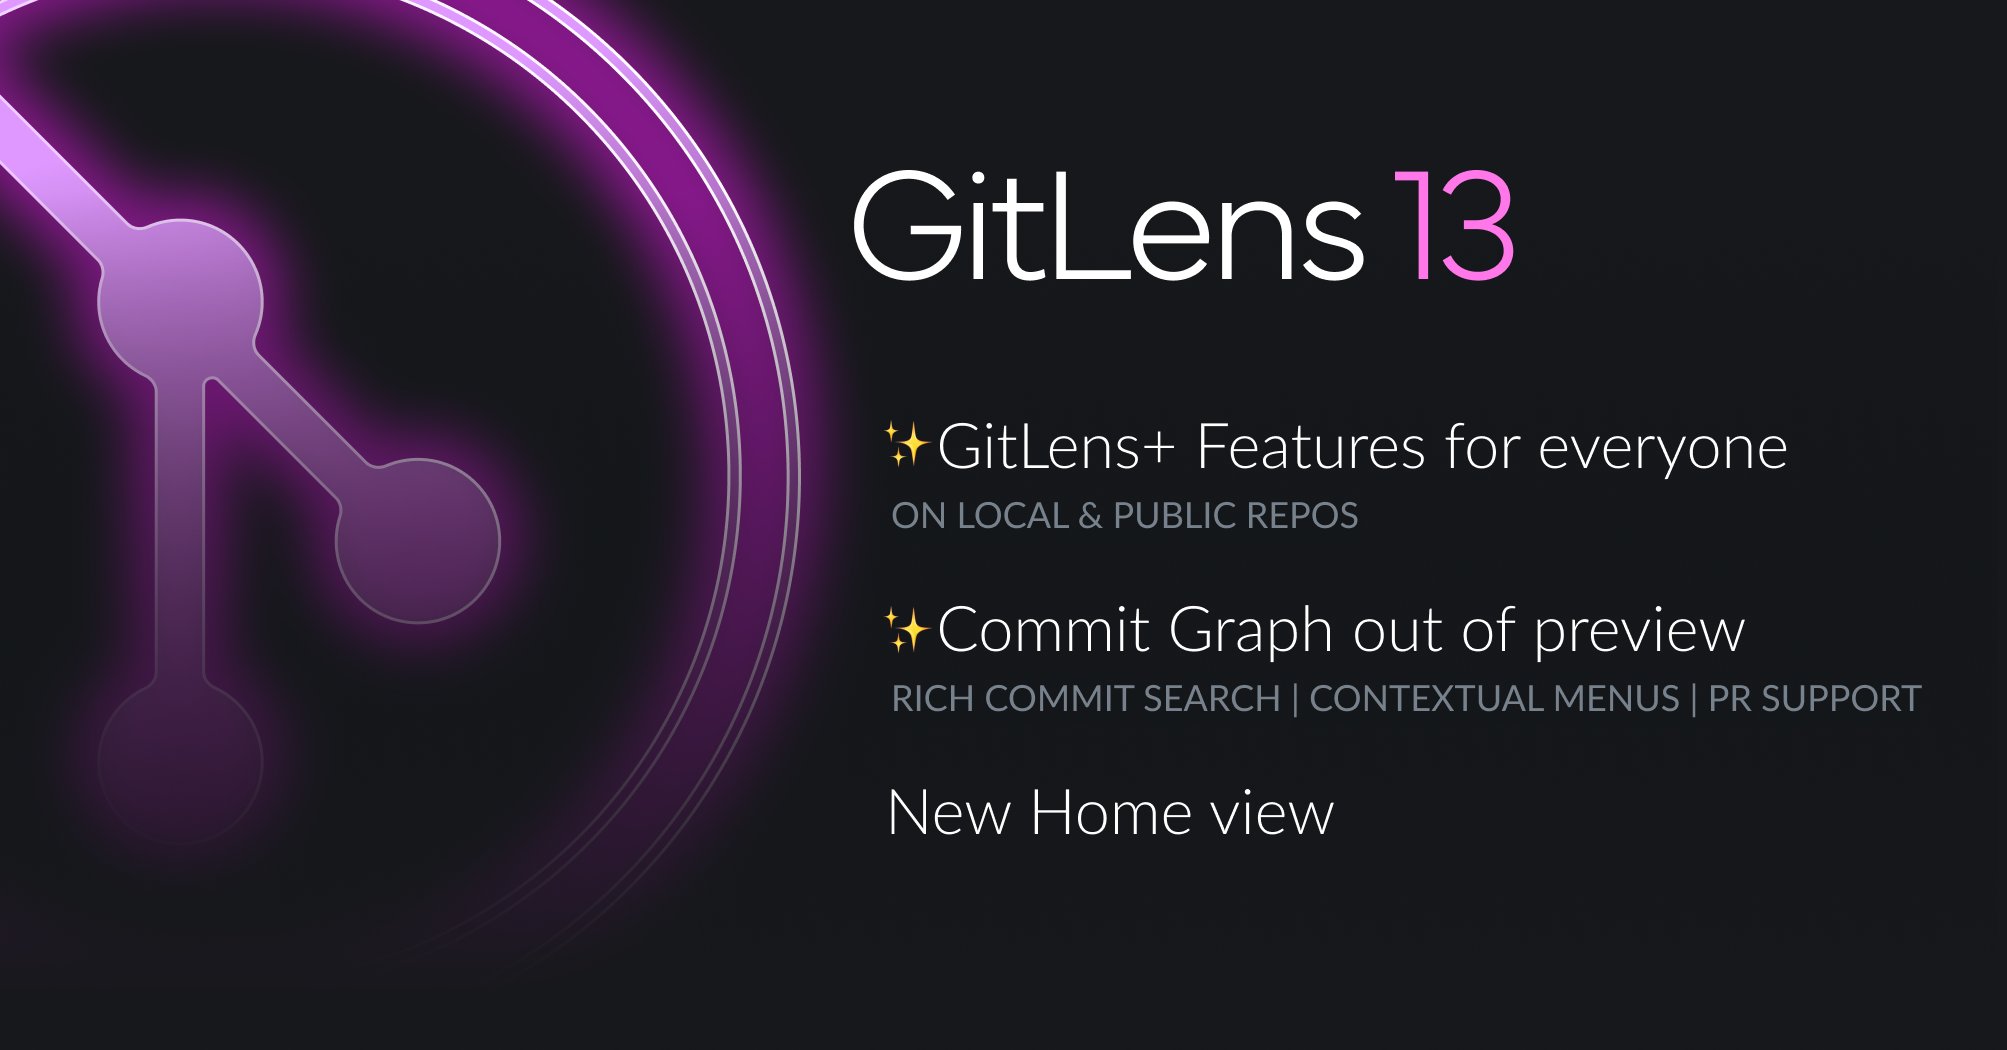 GitLens 13
✨GitLens+ Features for everyone
ON LOCAL & PUBLIC REPOS
✨Commit Graph out of preview
RICH COMMIT SEARCH | CONTEXTUAL MENUS | PR SUPPORT
New Home view